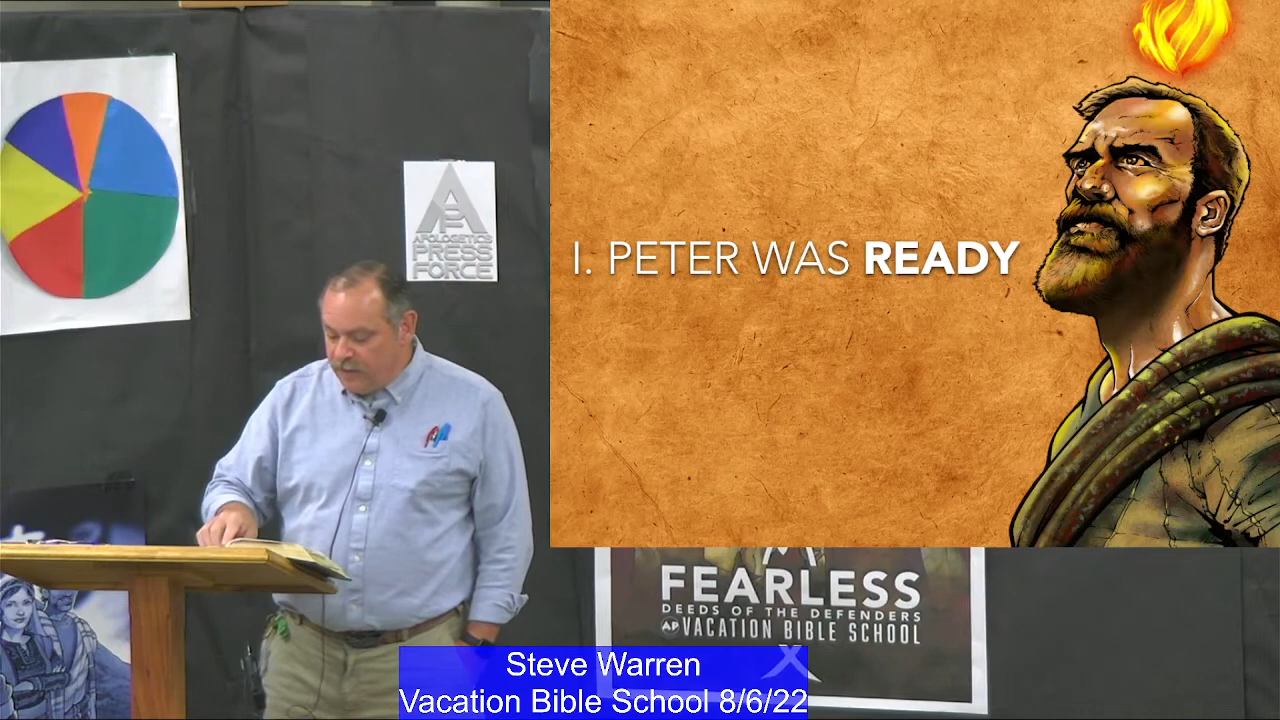 APOLOGETICS
PRESS
FORCE
I. PETER WAS READY
FEARLESS
DEEDS OF THE DEFENDERS
AP VACATION BIBLE SCHOOL
Steve Warren
Vacation Bible School 8/6/22